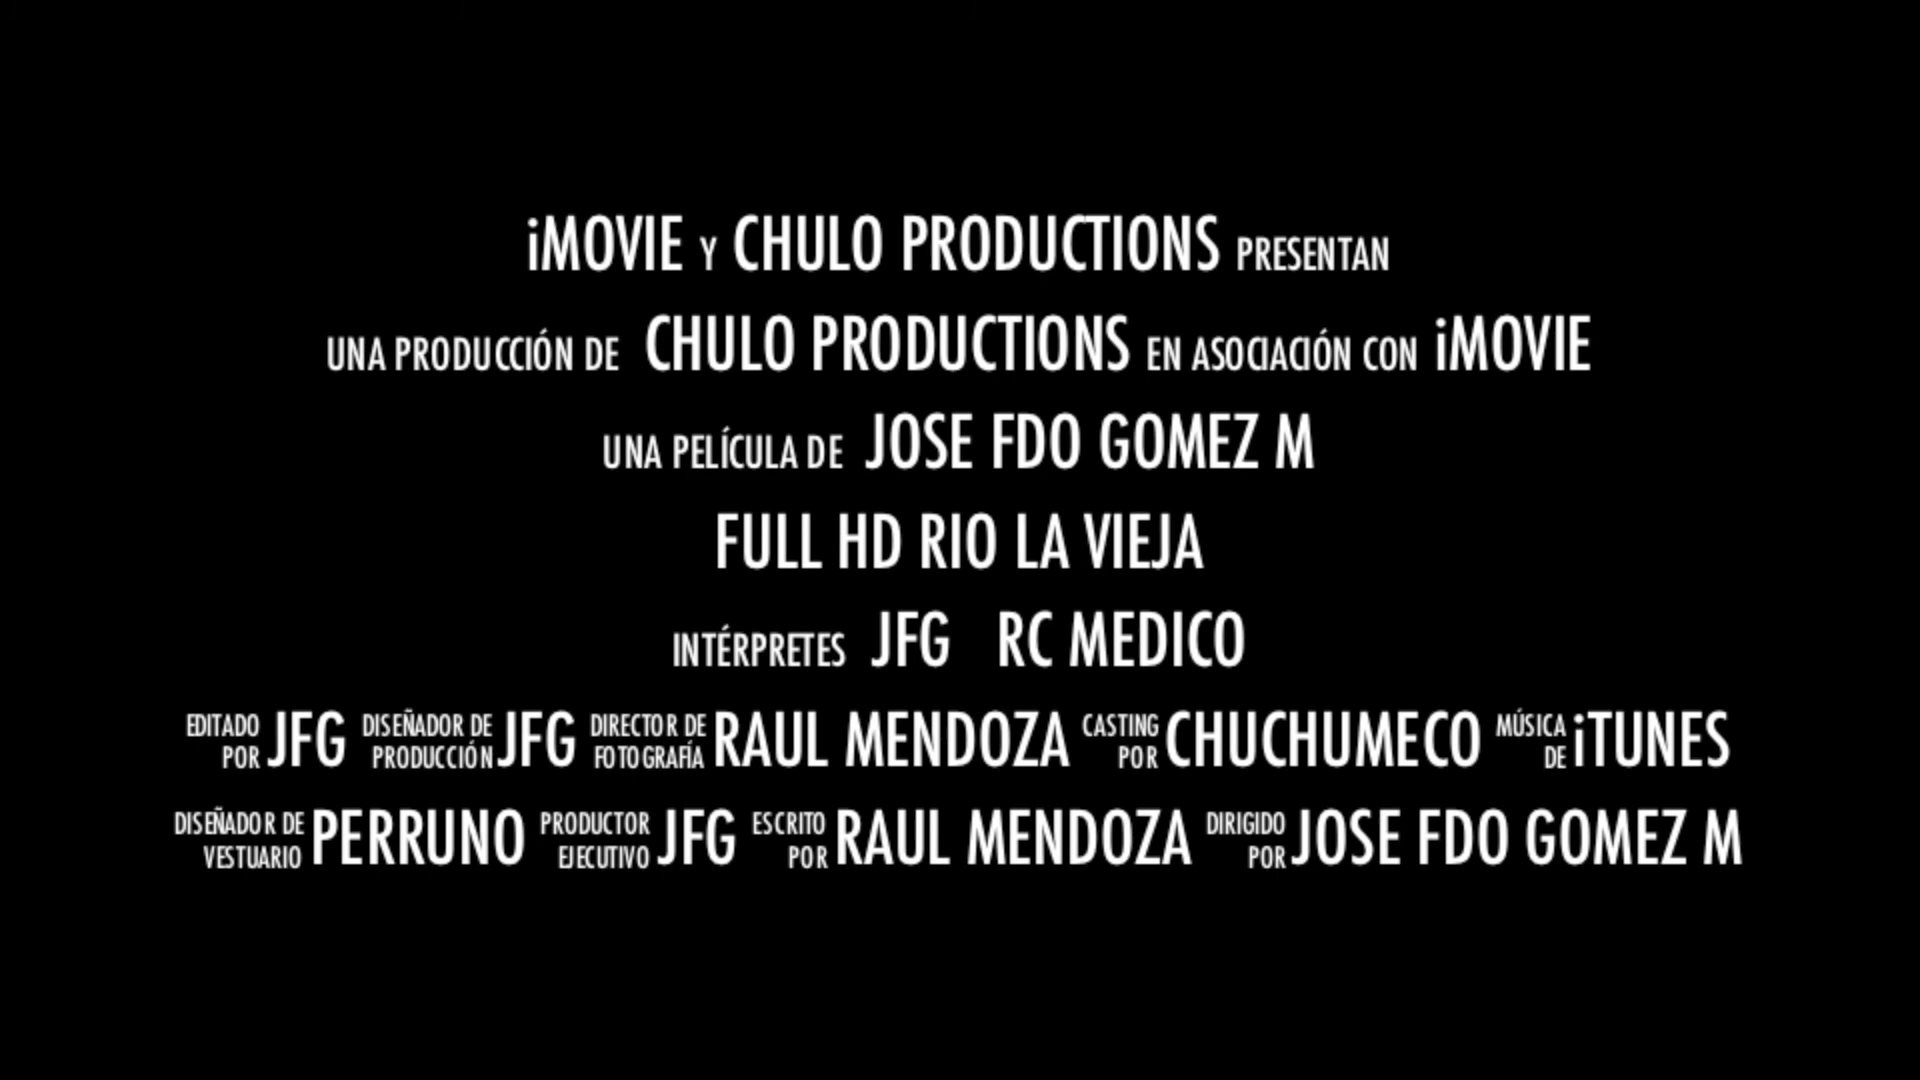 iMOVIE Y CHULO PRODUCTIONS PRESENTAN
UNA PRODUCCIÓN DE CHULO PRODUCTIONS EN ASOCIACIÓN CON iMOVIE
UNA PELÍCULA DE JOSE FDO GOMEZ M
FULL HD RIO LA VIEJA
INTÉRPRETES JFG RC MEDICO
EDITADO POR JFG DISEÑADOR DE PRODUCCIÓN JFG DIRECTOR DE FOTOGRAFÍA RAUL MENDOZA CASTING POR CHUCHUMECO MÚSICA DE iTUNES
DISEÑADOR DE VESTUARIO PERRUNO PRODUCTOR EJECUTIVO JFG ESCRITO POR RAUL MENDOZA DIRIGIDO POR JOSE FDO GOMEZ M